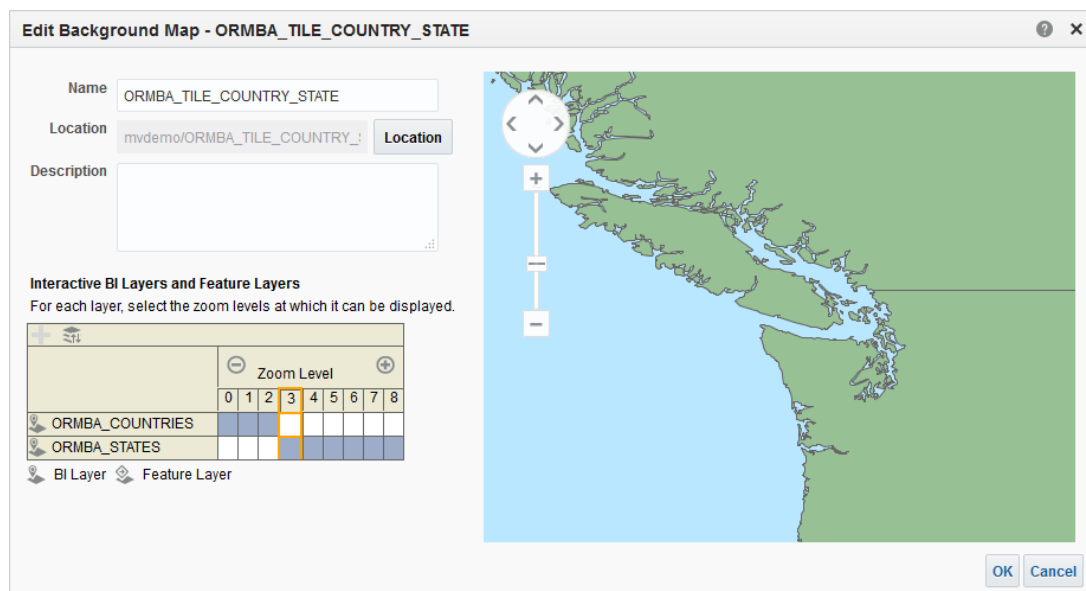 Edit Background Map - ORMBA_TILE_COUNTRY_STATE
Name
ORMBA_TILE_COUNTRY_STATE
Location
mvdemo/ORMBA_TILE_COUNTRY_
Location
Description
Interactive BI Layers and Feature Layers
For each layer, select the zoom levels at which it can be displayed.
Zoom Level
0 1 2 3 4 5 6 7 8
ORMBA_COUNTRIES
ORMBA_STATES
BI Layer Feature Layer
OK Cancel